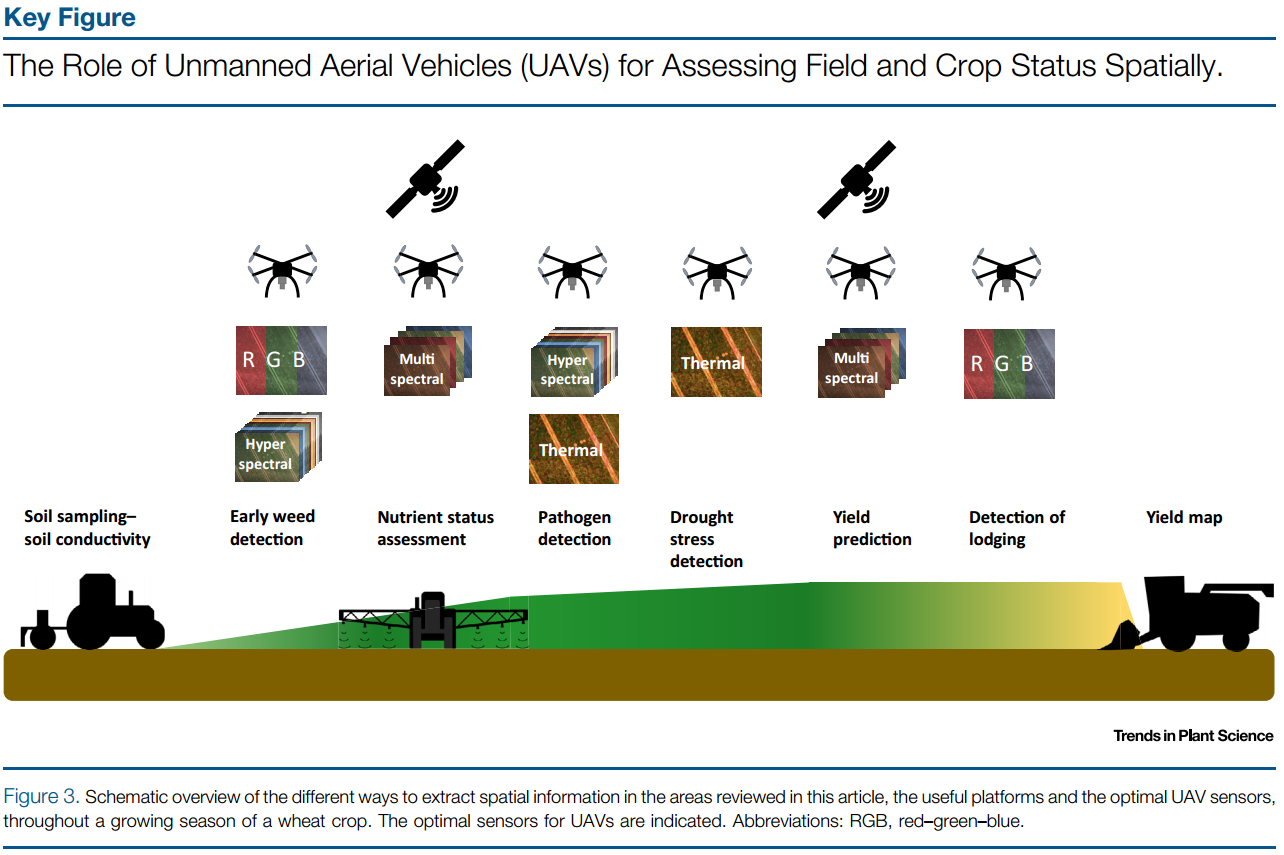 Key Figure
The Role of Unmanned Aerial Vehicles (UAVs) for Assessing Field and Crop Status Spatially.
R G B
Multi
spectral
Hyper
spectral
Thermal
Multi
spectral
R G B
Hyper
spectral
Thermal
Soil sampling–
soil conductivity
Early weed
detection
Nutrient status
assessment
Pathogen
detection
Drought
stress
detection
Yield
prediction
Detection of
lodging
Yield map
Trends in Plant Science
Figure 3. Schematic overview of the different ways to extract spatial information in the areas reviewed in this article, the useful platforms and the optimal UAV sensors,
throughout a growing season of a wheat crop. The optimal sensors for UAVs are indicated. Abbreviations: RGB, red–green–blue.